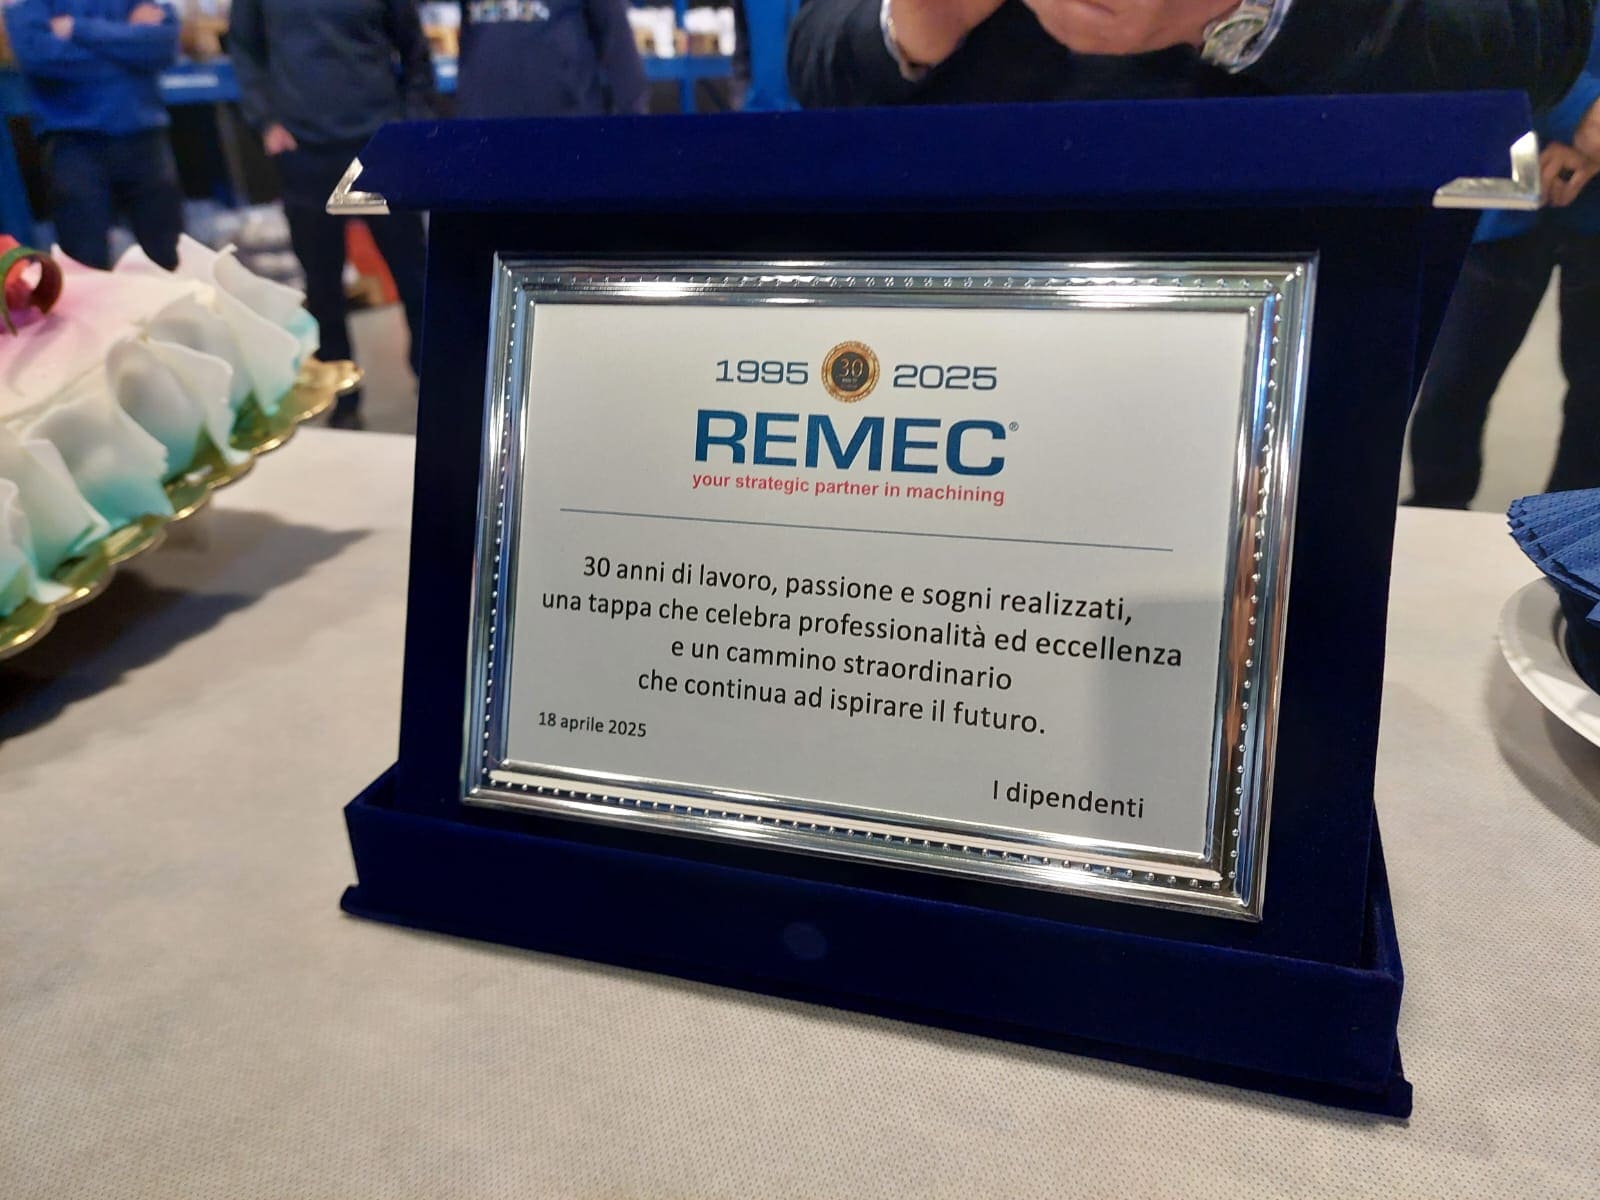 1995 30 2025
REMEC®
your strategic partner in machining
30 anni di lavoro, passione e sogni realizzati,
una tappa che celebra professionalità ed eccellenza
e un cammino straordinario
che continua ad ispirare il futuro.
18 aprile 2025
I dipendenti